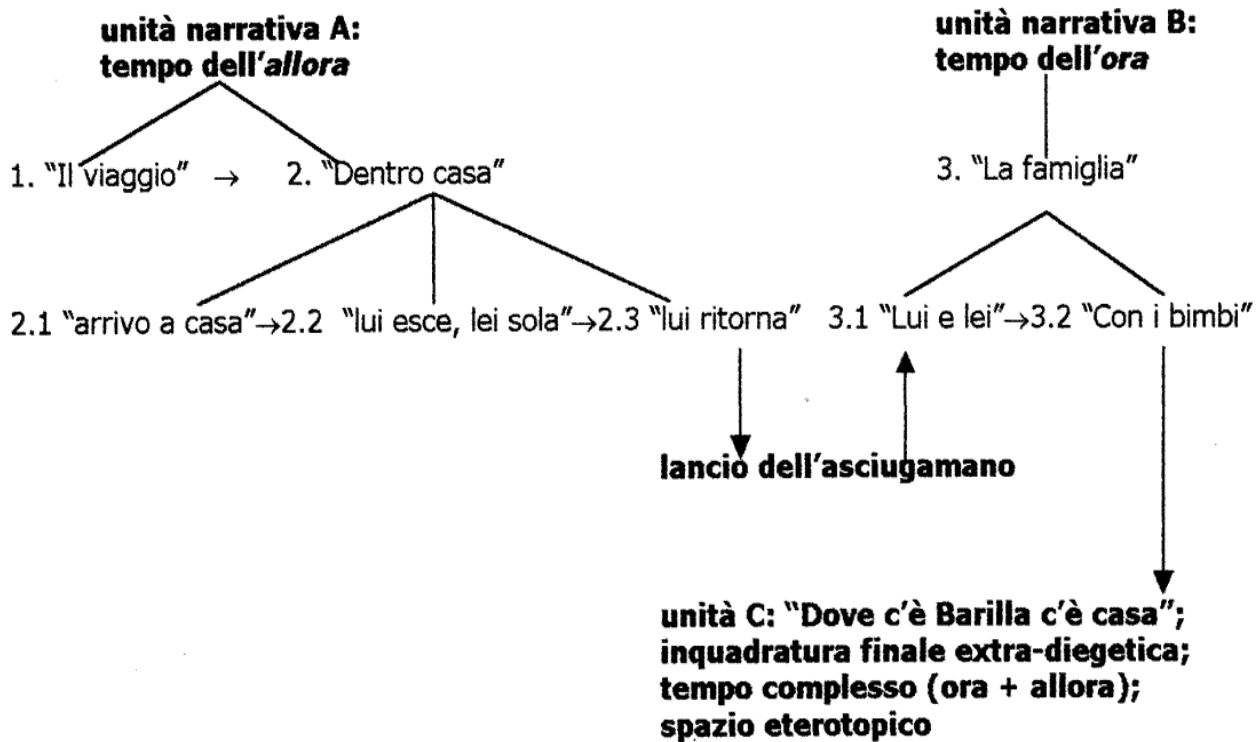 unità narrativa A:
tempo dell'allora
unità narrativa B:
tempo dell'ora
1. "Il viaggio" → 2. "Dentro casa"
3. "La famiglia"
2.1 "arrivo a casa"→2.2 "lui esce, lei sola"→2.3 "lui ritorna"
3.1 "Lui e lei"→3.2 "Con i bimbi"
lancio dell'asciugamano
unità C: "Dove c'è Barilla c'è casa";
inquadratura finale extra-diegetica;
tempo complesso (ora + allora);
spazio eterotopico